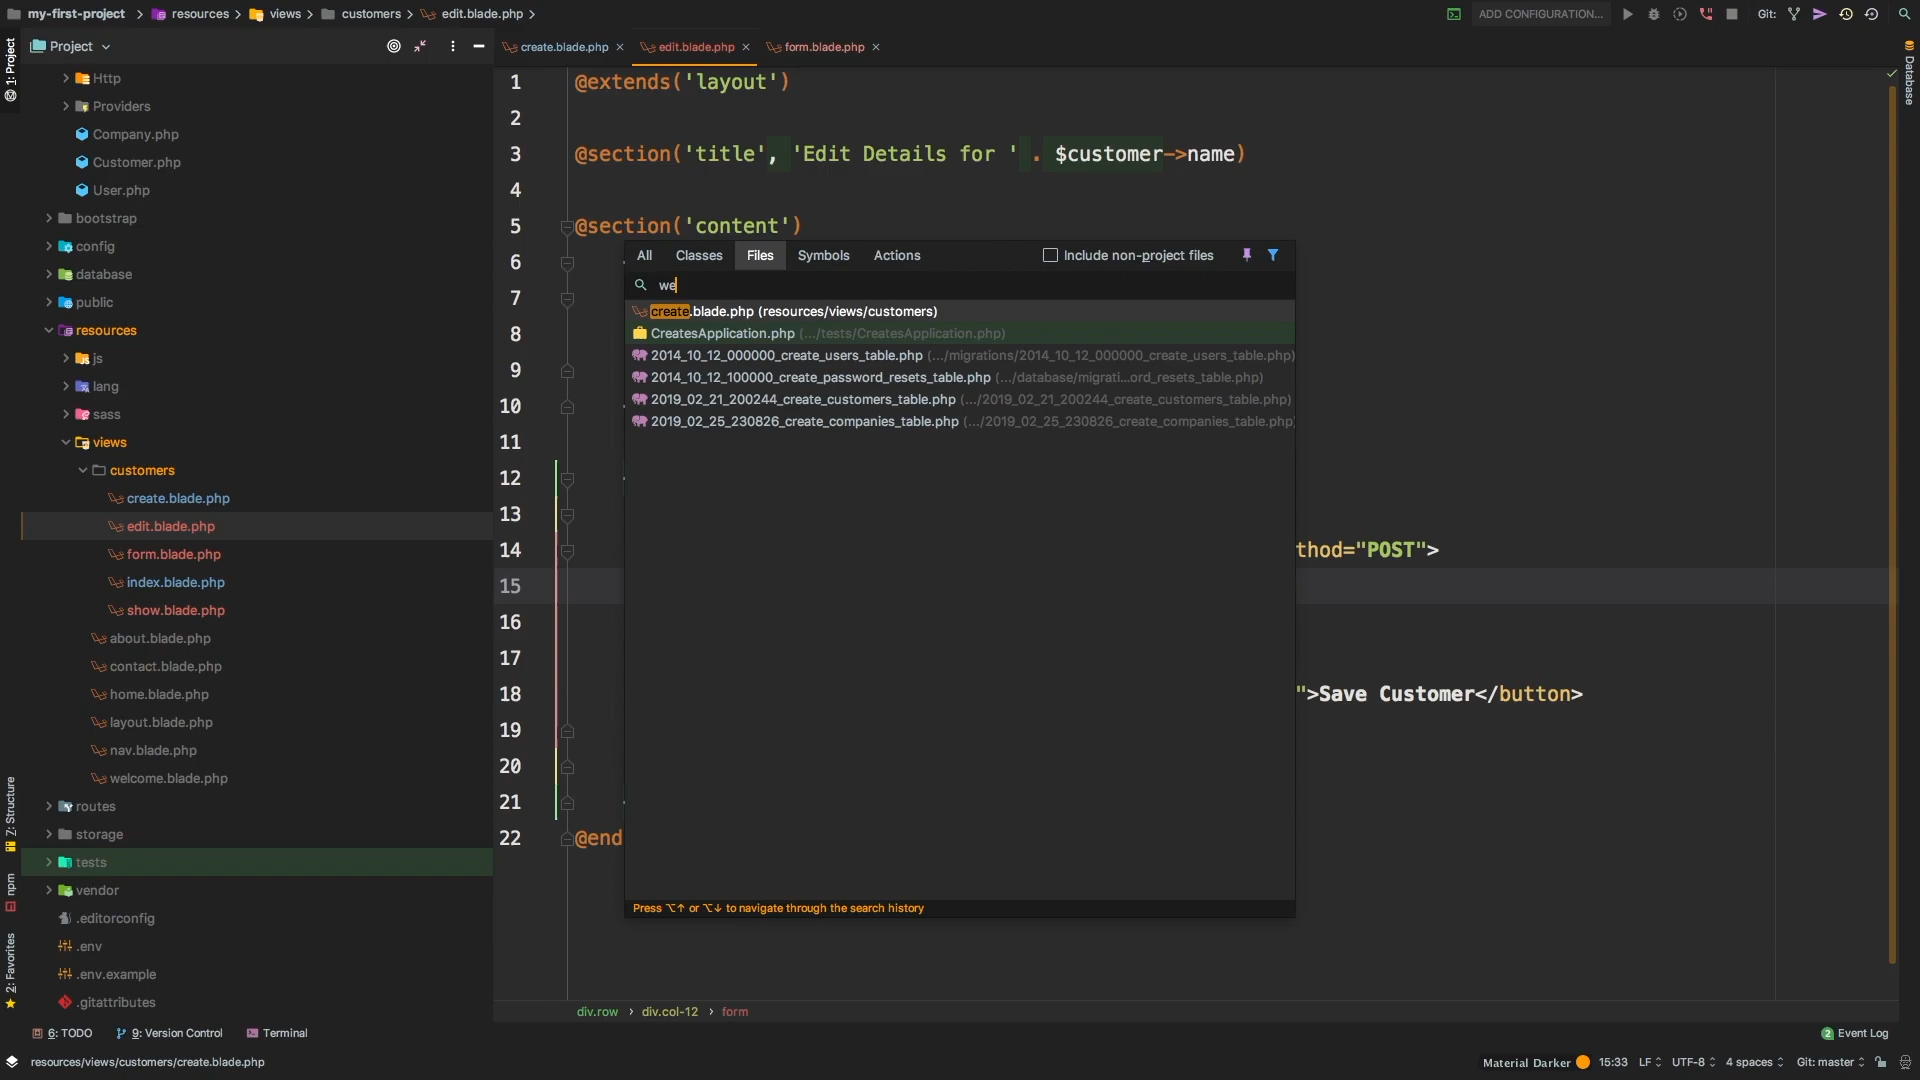 my-first-project
resources
views
customers
edit.blade.php
ADD CONFIGURATION...
Git:
1: Project
Project
create.blade.php
edit.blade.php
form.blade.php
Database
Http
Providers
Company.php
Customer.php
User.php
bootstrap
config
database
public
resources
js
lang
sass
views
customers
create.blade.php
edit.blade.php
form.blade.php
index.blade.php
show.blade.php
about.blade.php
contact.blade.php
home.blade.php
layout.blade.php
nav.blade.php
welcome.blade.php
routes
storage
tests
vendor
.editorconfig
.env
.env.example
.gitattributes
Z: Structure
npm
2: Favorites
1 @extends('layout')
2
3 @section('title', 'Edit Details for ' . $customer->name)
4
5 @section('content')
6
7
8
9
10
11
12
13
14 thod="POST">
15
16
17
18 ">Save Customer</button>
19
20
21
22 @end
All Classes Files Symbols Actions Include non-project files
we
create.blade.php (resources/views/customers)
CreatesApplication.php (.../tests/CreatesApplication.php)
2014_10_12_000000_create_users_table.php (.../migrations/2014_10_12_000000_create_users_table.php)
2014_10_12_100000_create_password_resets_table.php (.../database/migrati...ord_resets_table.php)
2019_02_21_200244_create_customers_table.php (.../2019_02_21_200244_create_customers_table.php)
2019_02_25_230826_create_companies_table.php (.../2019_02_25_230826_create_companies_table.php)
Press ⌥↑ or ⌥↓ to navigate through the search history
div.row › div.col-12 › form
6: TODO 9: Version Control Terminal
2 Event Log
resources/views/customers/create.blade.php
Material Darker 15:33 LF UTF-8 4 spaces Git: master